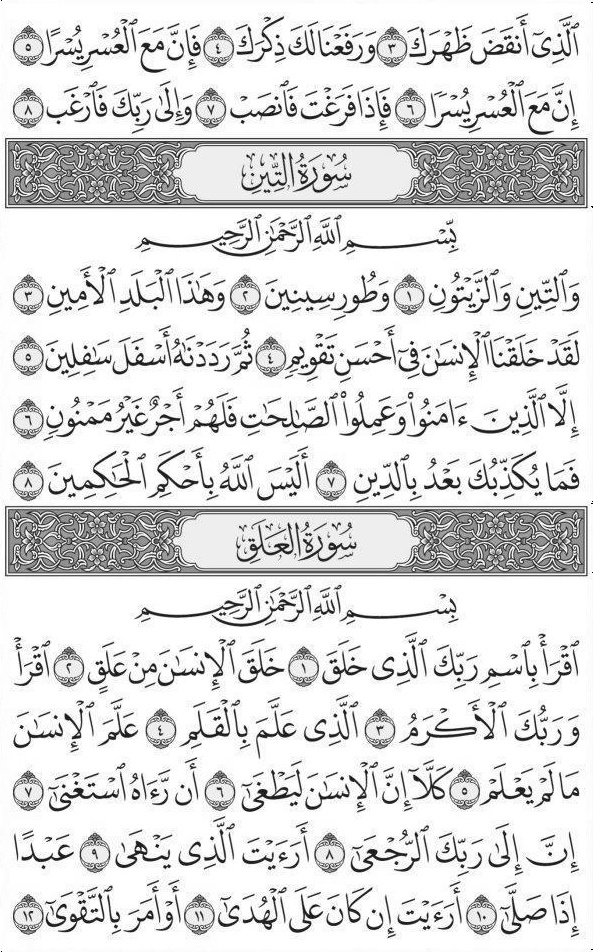 ٱلَّذِىٓ أَنقَضَ ظَهْرَكَ ٣ وَرَفَعْنَا لَكَ ذِكْرَكَ ٤ فَإِنَّ مَعَ ٱلْعُسْرِ يُسْرًا ٥
إِنَّ مَعَ ٱلْعُسْرِ يُسْرًا ٦ فَإِذَا فَرَغْتَ فَٱنصَبْ ٧ وَإِلَىٰ رَبِّكَ فَٱرْغَب ٨
سُورَةُ التِّينِ
بِسْمِ ٱللَّهِ ٱلرَّحْمَٰنِ ٱلرَّحِيمِ
وَٱلتِّينِ وَٱلزَّيْتُونِ ١ وَطُورِ سِينِينَ ٢ وَهَٰذَا ٱلْبَلَدِ ٱلْأَمِينِ ٣
لَقَدْ خَلَقْنَا ٱلْإِنسَٰنَ فِىٓ أَحْسَنِ تَقْوِيمٍ ٤ ثُمَّ رَدَدْنَٰهُ أَسْفَلَ سَٰفِلِينَ ٥
إِلَّا ٱلَّذِينَ ءَامَنُوا۟ وَعَمِلُوا۟ ٱلصَّٰلِحَٰتِ فَلَهُمْ أَجْرٌ غَيْرُ مَمْنُونٍ ٦
فَمَا يُكَذِّبُكَ بَعْدُ بِٱلدِّينِ ٧ أَلَيْسَ ٱللَّهُ بِأَحْكَمِ ٱلْحَٰكِمِينَ ٨
سُورَةُ العَلَقِ
بِسْمِ ٱللَّهِ ٱلرَّحْمَٰنِ ٱلرَّحِيمِ
ٱقْرَأْ بِٱسْمِ رَبِّكَ ٱلَّذِى خَلَقَ ١ خَلَقَ ٱلْإِنسَٰنَ مِنْ عَلَقٍ ٢ ٱقْرَأْ
وَرَبُّكَ ٱلْأَكْرَمُ ٣ ٱلَّذِى عَلَّمَ بِٱلْقَلَمِ ٤ عَلَّمَ ٱلْإِنسَٰنَ
مَا لَمْ يَعْلَمْ ٥ كَلَّآ إِنَّ ٱلْإِنسَٰنَ لَيَطْغَىٰٓ ٦ أَن رَّءَاهُ ٱسْتَغْنَىٰٓ ٧
إِنَّ إِلَىٰ رَبِّكَ ٱلرُّجْعَىٰٓ ٨ أَرَءَيْتَ ٱلَّذِى يَنْهَىٰ ٩ عَبْدًا
إِذَا صَلَّىٰٓ ١٠ أَرَءَيْتَ إِن كَانَ عَلَى ٱلْهُدَىٰٓ ١١ أَوْ أَمَرَ بِٱلتَّقْوَىٰٓ ١٢